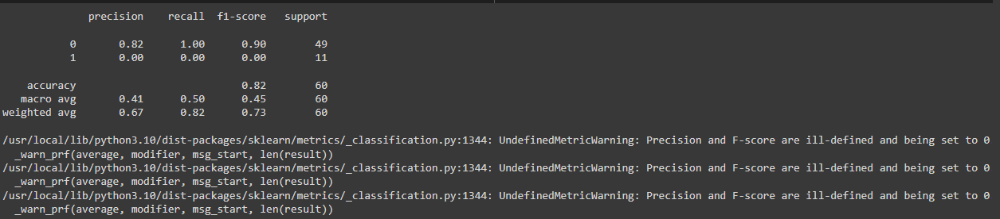 precision recall f1-score support
0 0.82 1.00 0.90 49
1 0.00 0.00 0.00 11
accuracy 0.82 60
macro avg 0.41 0.50 0.45 60
weighted avg 0.67 0.82 0.73 60
/usr/local/lib/python3.10/dist-packages/sklearn/metrics/_classification.py:1344: UndefinedMetricWarning: Precision and F-score are ill-defined and being set to 0
_warn_prf(average, modifier, msg_start, len(result))
/usr/local/lib/python3.10/dist-packages/sklearn/metrics/_classification.py:1344: UndefinedMetricWarning: Precision and F-score are ill-defined and being set to 0
_warn_prf(average, modifier, msg_start, len(result))
/usr/local/lib/python3.10/dist-packages/sklearn/metrics/_classification.py:1344: UndefinedMetricWarning: Precision and F-score are ill-defined and being set to 0
_warn_prf(average, modifier, msg_start, len(result))